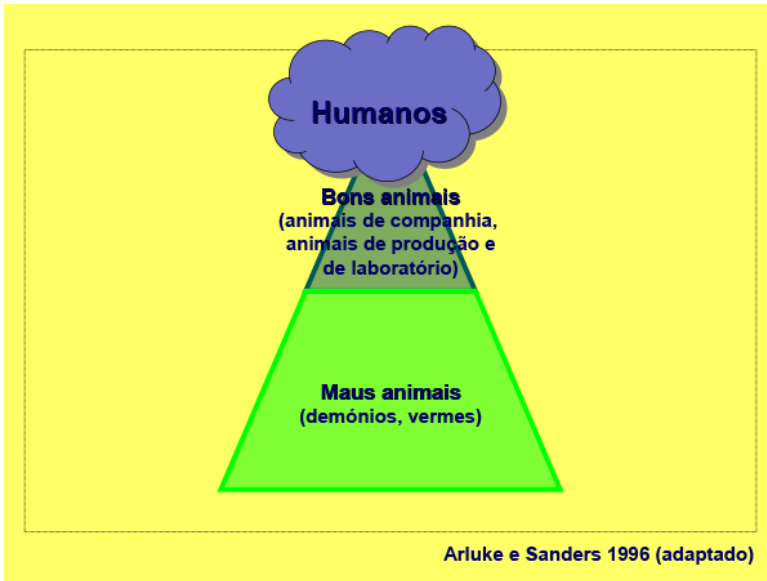 Humanos
Bons animais
(animais de companhia,
animais de produção e
de laboratório)
Maus animais
(demónios, vermes)
Arluke e Sanders 1996 (adaptado)